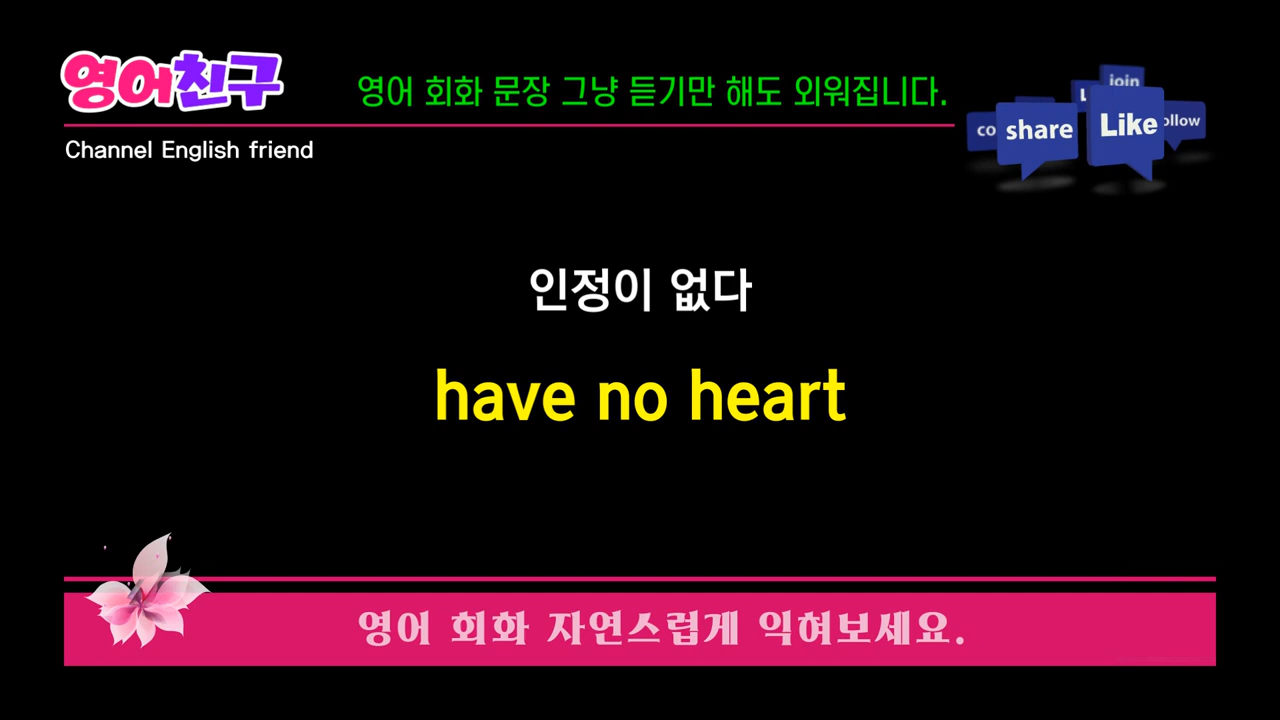 영어친구
영어 회화 문장 그냥 듣기만 해도 외워집니다.
Channel English friend
join
share
Like
인정이 없다
have no heart
영어 회화 자연스럽게 익혀보세요.